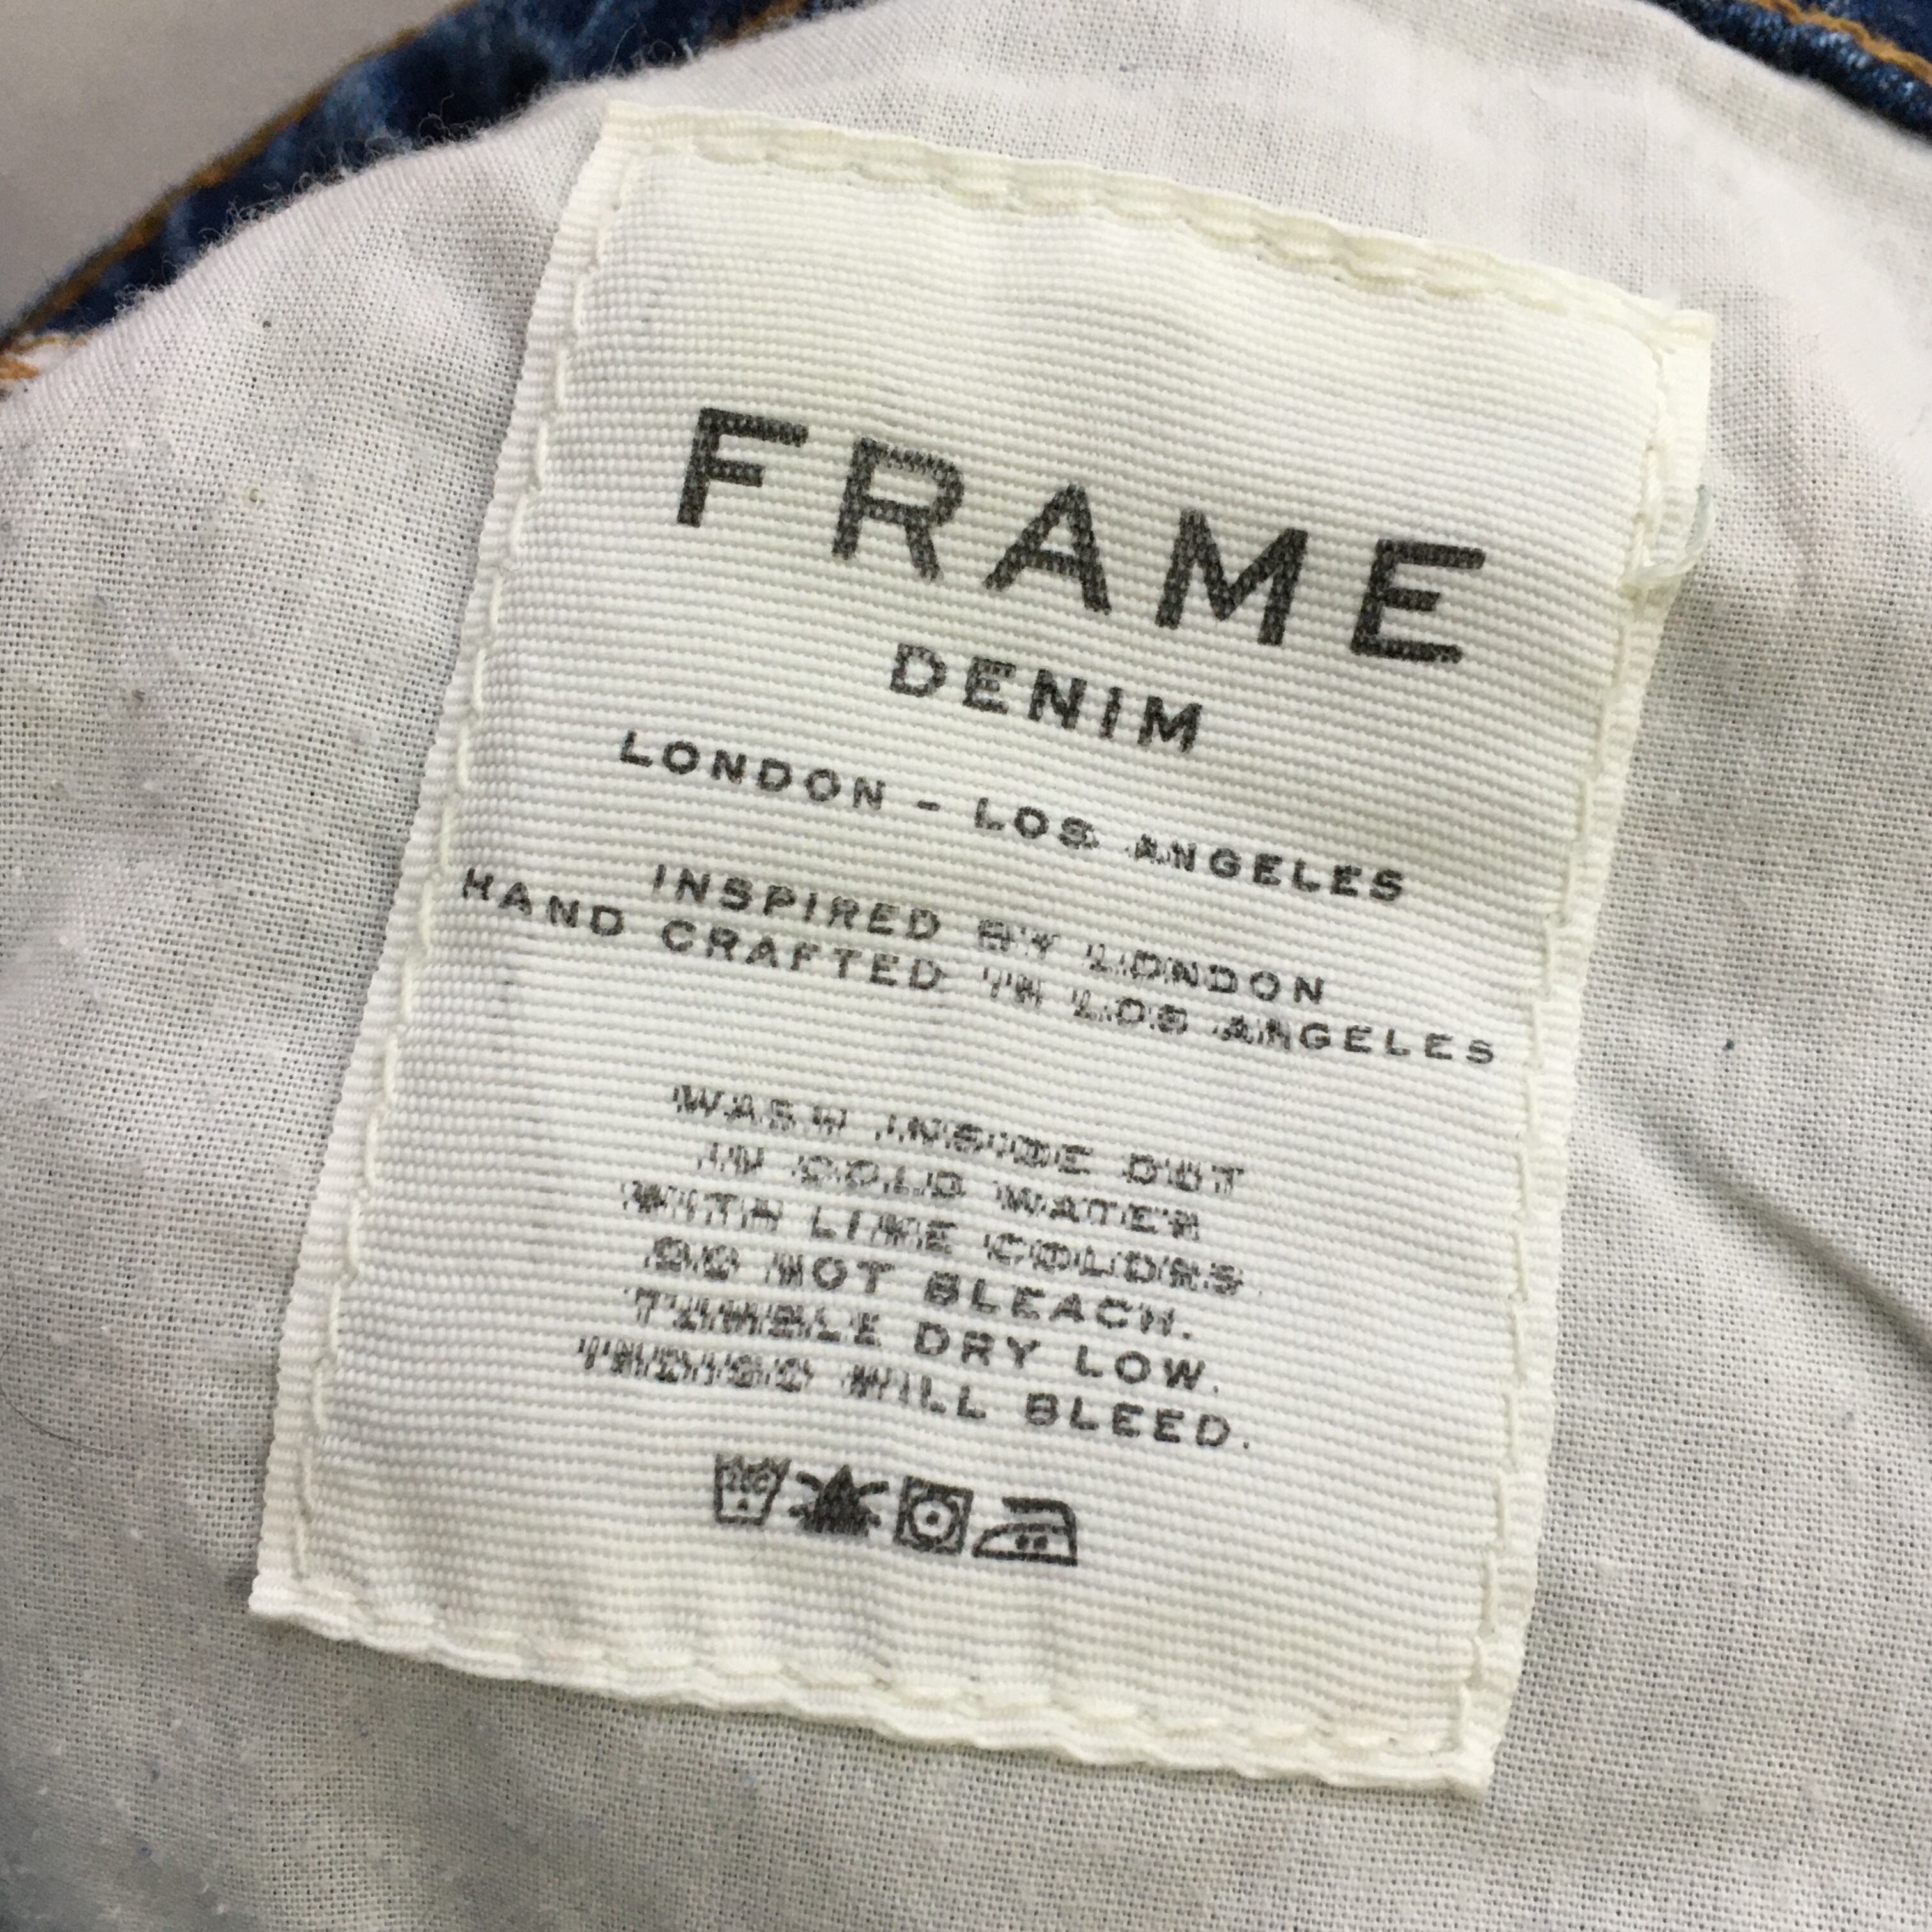 FRAME
DENIM
LONDON - LOS ANGELES
INSPIRED BY LONDON
HAND CRAFTED IN LOS ANGELES
WASH INSIDE OUT
IN COLD WATER
WITH LIKE COLORS.
DO NOT BLEACH.
TUMBLE DRY LOW.
INDIGO WILL BLEED.